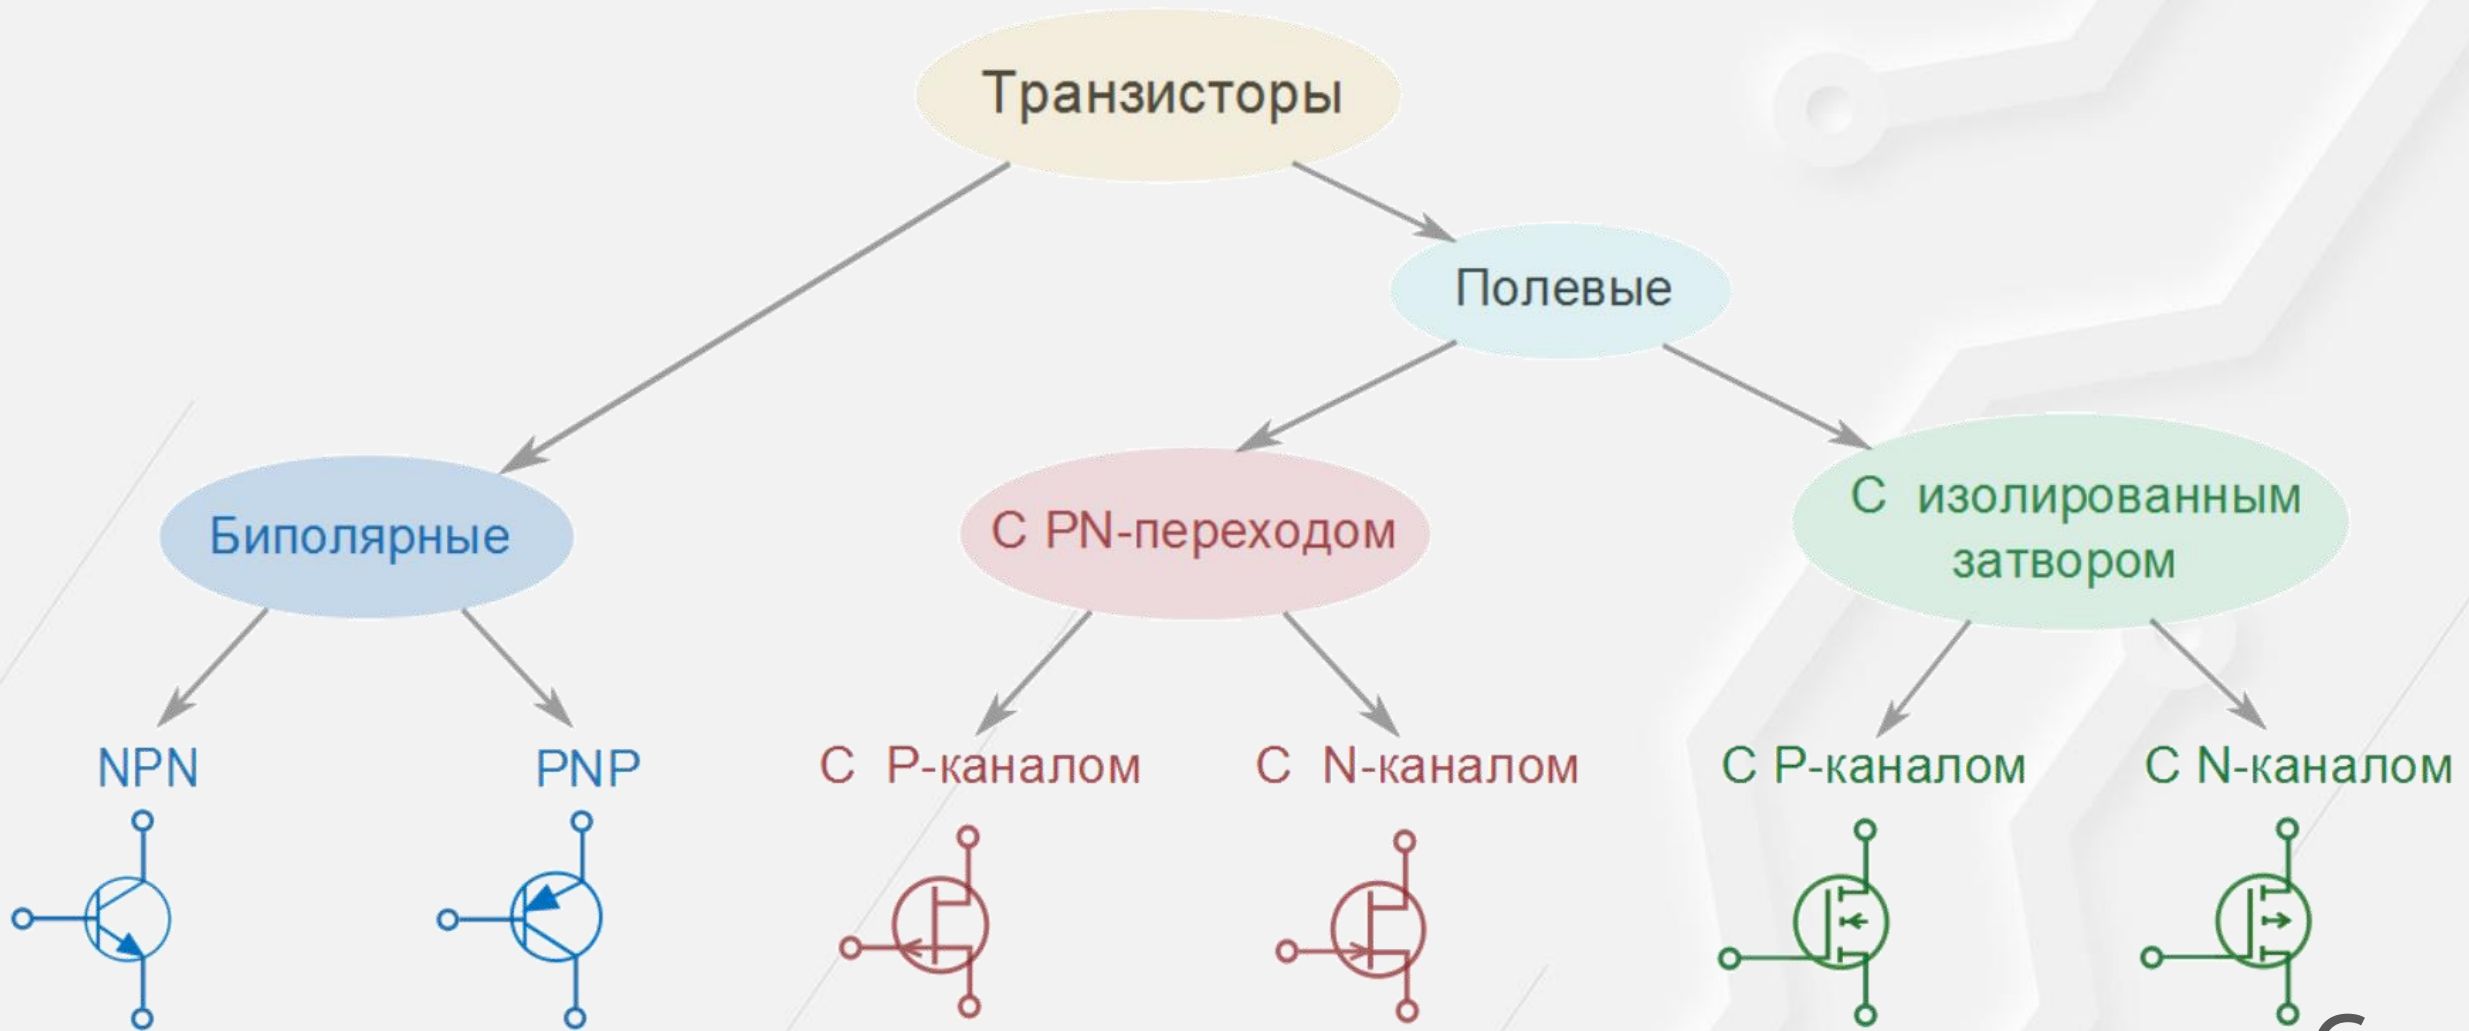 Транзисторы
Полевые
Биполярные
С PN-переходом
С изолированным
затвором
NPN
PNP
С P-каналом
С N-каналом
С P-каналом
С N-каналом